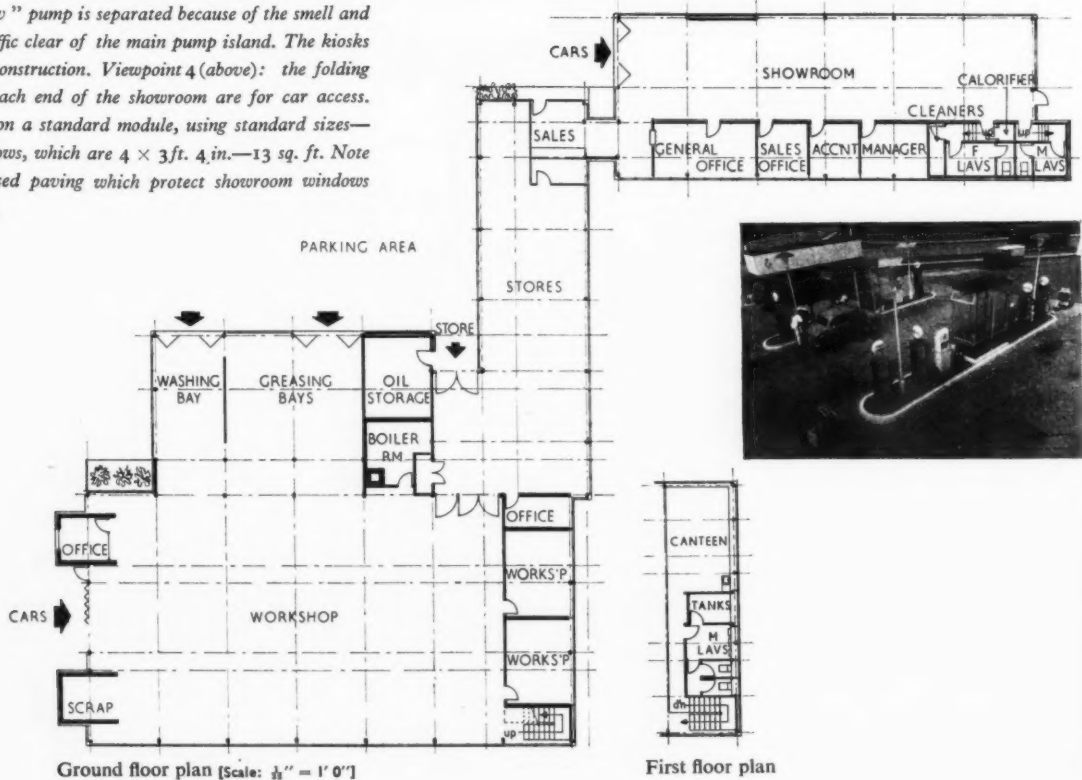 ” pump is separated because of the smell and
clear of the main pump island. The kiosks
construction. Viewpoint 4 (above): the folding
each end of the showroom are for car access.
on a standard module, using standard sizes—
which are 4 × 3 ft. 4 in.—13 sq. ft. Note
paving which protect showroom windows
CARS
SHOWROOM
CALORIFIER
CLEANERS
SALES
GENERAL OFFICE
SALES OFFICE
ACCNT
MANAGER
up
up
F LAVS
M LAVS
PARKING AREA
STORES
STORE
WASHING BAY
GREASING BAYS
OIL STORAGE
BOILER RM
OFFICE
OFFICE
WORKS'P
CARS
WORKSHOP
WORKS'P
SCRAP
up
CANTEEN
TANKS
M LAVS
dn
Ground floor plan [Scale: 1/32" = 1' 0"]
First floor plan